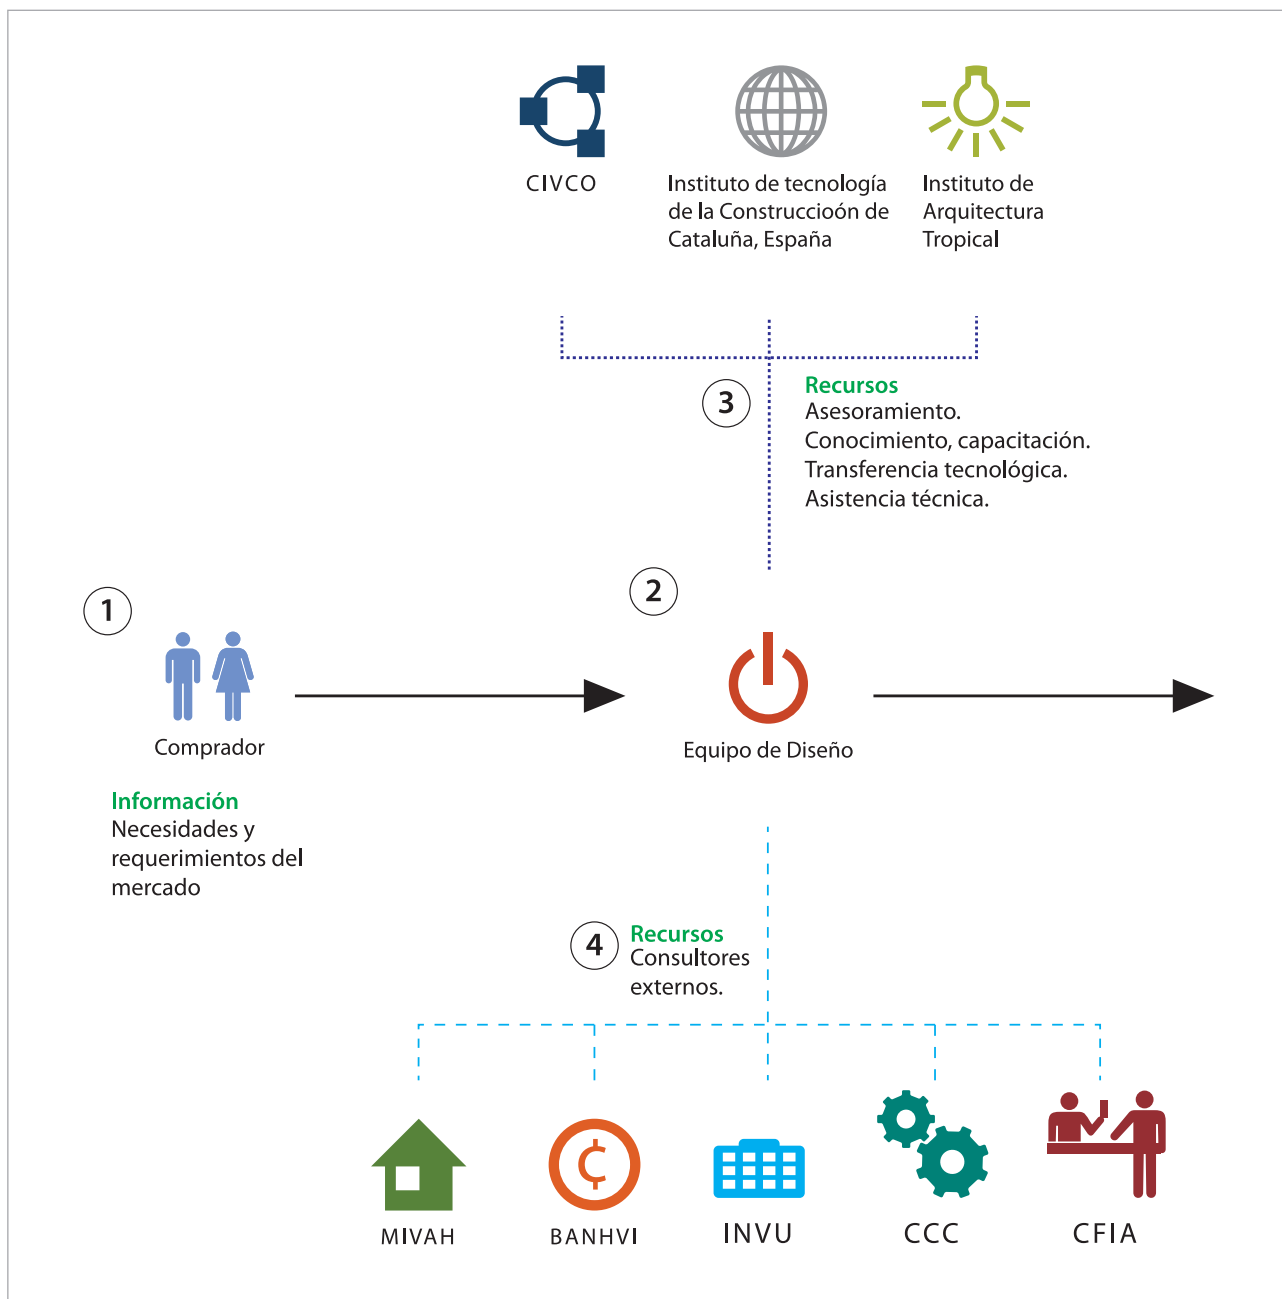 CIVCO
Instituto de tecnología
de la Construccioón de
Cataluña, España
Instituto de
Arquitectura
Tropical
3
Recursos
Asesoramiento.
Conocimiento, capacitación.
Transferencia tecnológica.
Asistencia técnica.
1
2
Comprador
Equipo de Diseño
Información
Necesidades y
requerimientos del
mercado
4
Recursos
Consultores
externos.
₵
MIVAH
BANHVI
INVU
CCC
CFIA